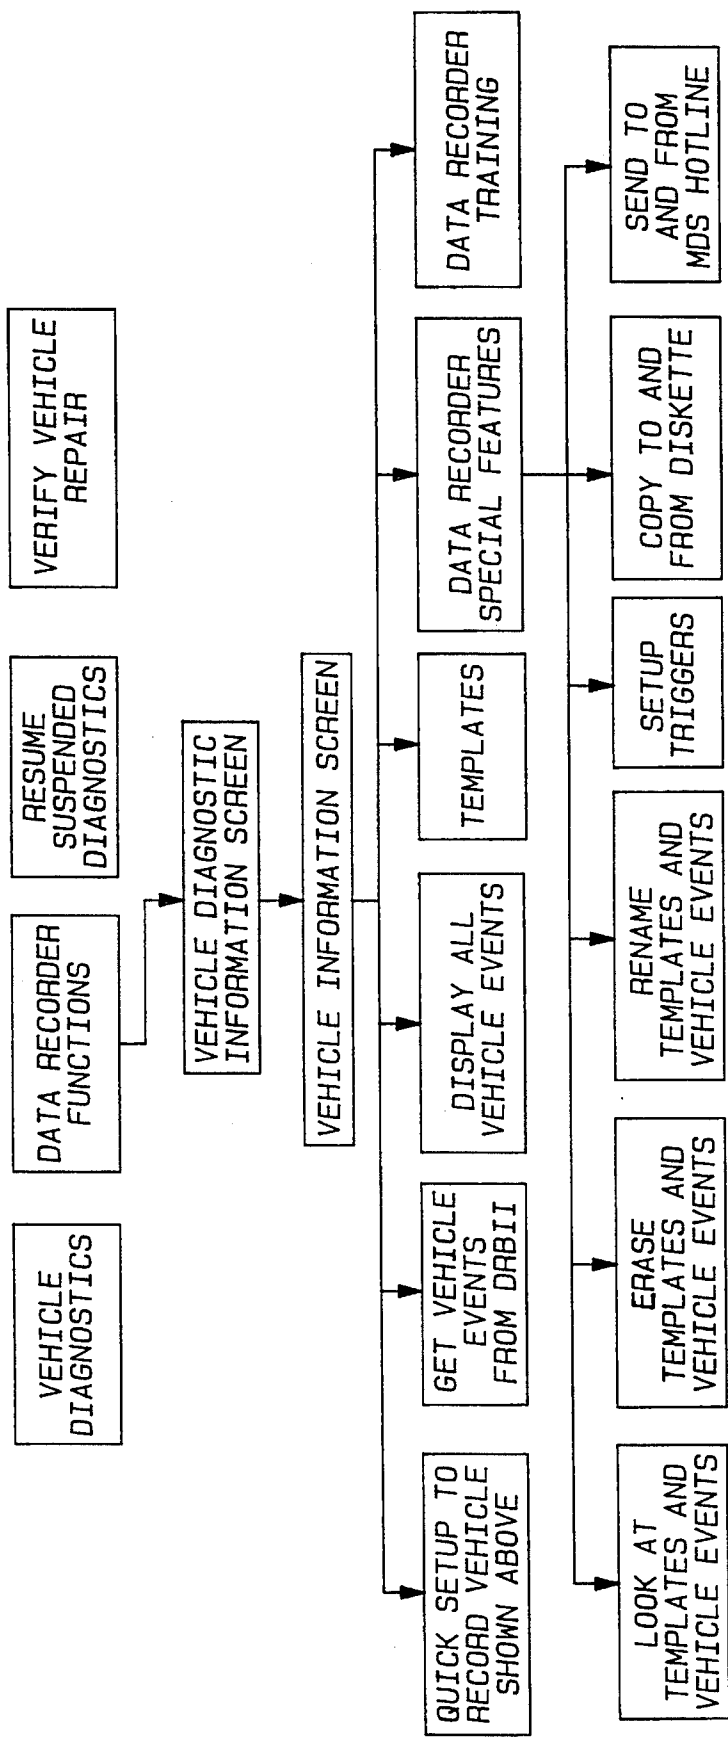 VEHICLE
DIAGNOSTICS
DATA RECORDER
FUNCTIONS
RESUME
SUSPENDED
DIAGNOSTICS
VERIFY VEHICLE
REPAIR
VEHICLE DIAGNOSTIC
INFORMATION SCREEN
VEHICLE INFORMATION SCREEN
QUICK SETUP TO
RECORD VEHICLE
SHOWN ABOVE
GET VEHICLE
EVENTS
FROM DRBII
DISPLAY ALL
VEHICLE EVENTS
TEMPLATES
DATA RECORDER
SPECIAL FEATURES
DATA RECORDER
TRAINING
LOOK AT
TEMPLATES AND
VEHICLE EVENTS
ERASE
TEMPLATES AND
VEHICLE EVENTS
RENAME
TEMPLATES AND
VEHICLE EVENTS
SETUP
TRIGGERS
COPY TO AND
FROM DISKETTE
SEND TO
AND FROM
MDS HOTLINE